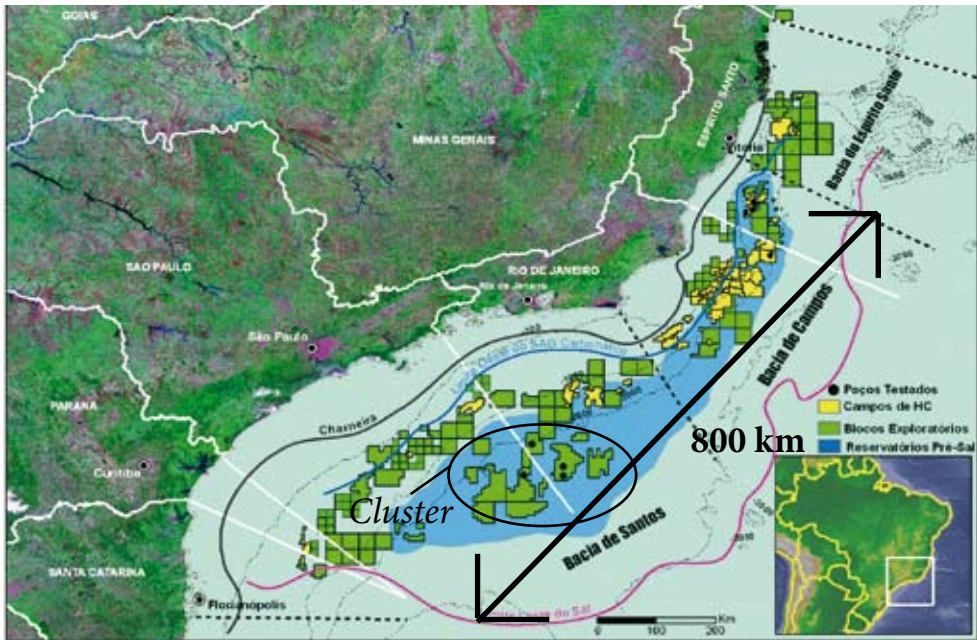 GOIAS
MINAS GERAIS
ESPIRITO SANTO
Vitória
Bacia do Espírito Santo
SAO PAULO
RIO DE JANEIRO
Rio de Janeiro
São Paulo
Bacia de Campos
PARANA
Charneira
Poços Testados
Campos de HC
Blocos Exploratórios
Reservatórios Pré-Sal
800 km
Curitiba
Cluster
Bacia de Santos
SANTA CATARINA
Florianópolis
Km
0 100 200